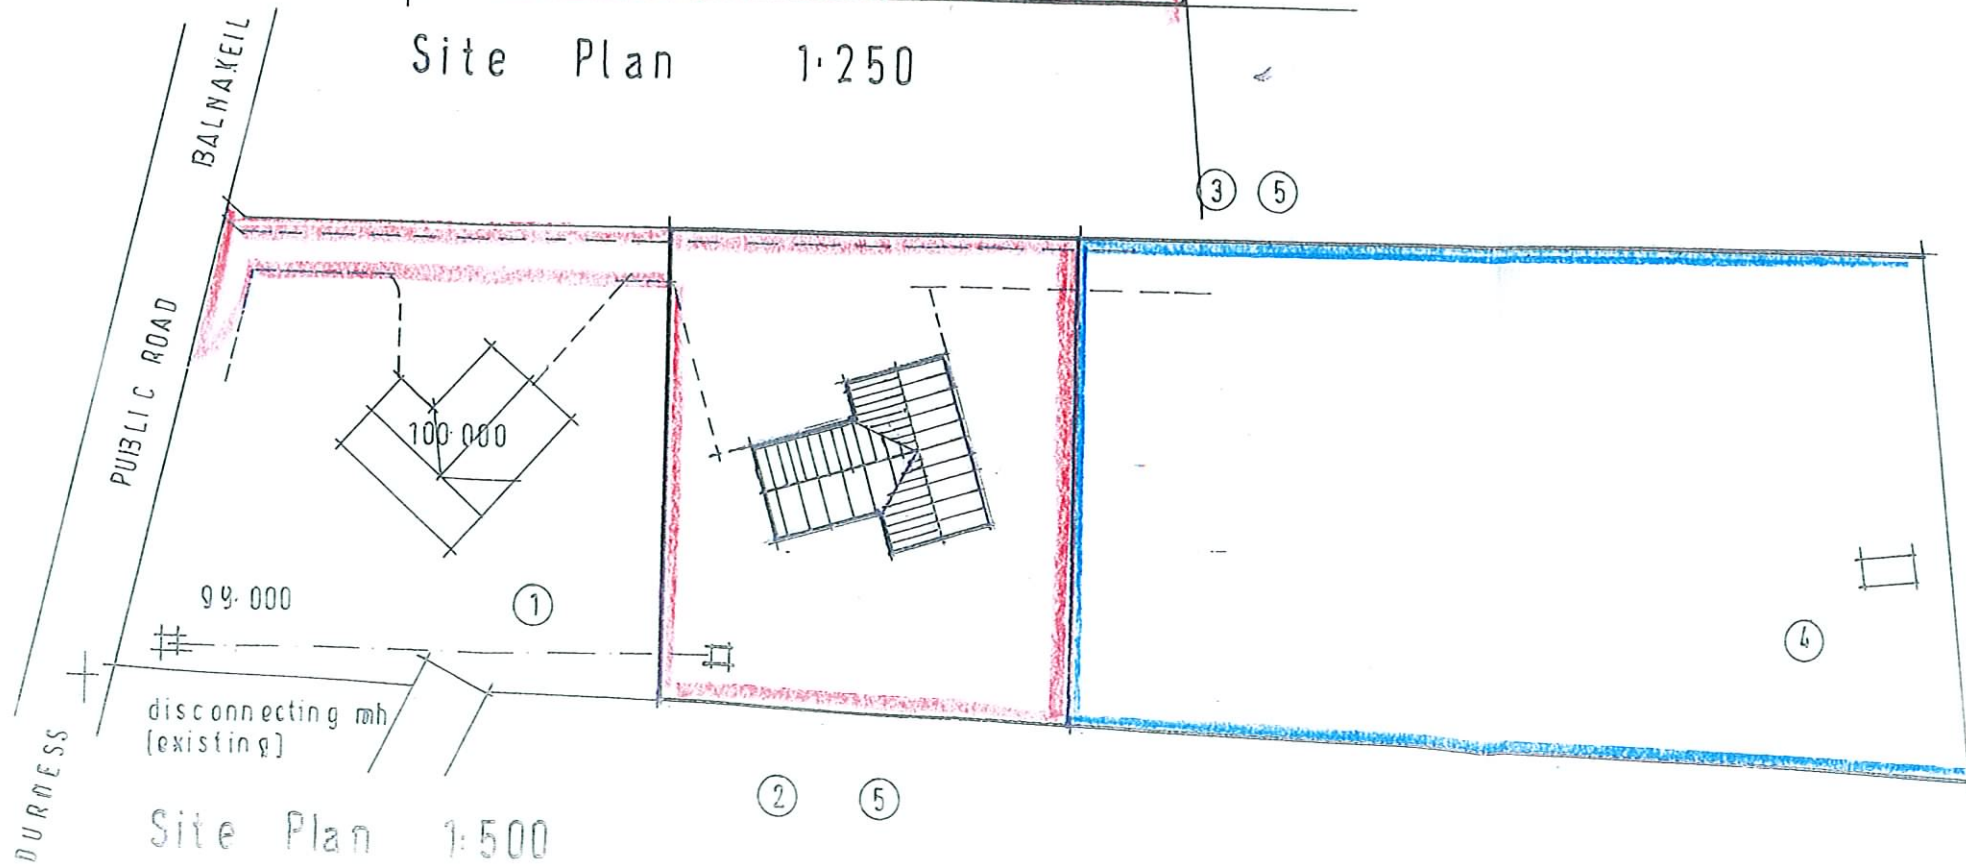 Site Plan 1:250
BALNAKEIL
3 5
PUBLIC ROAD
100.000
99.000
1
4
disconnecting mh
(existing)
DURNESS
2 5
Site Plan 1:500